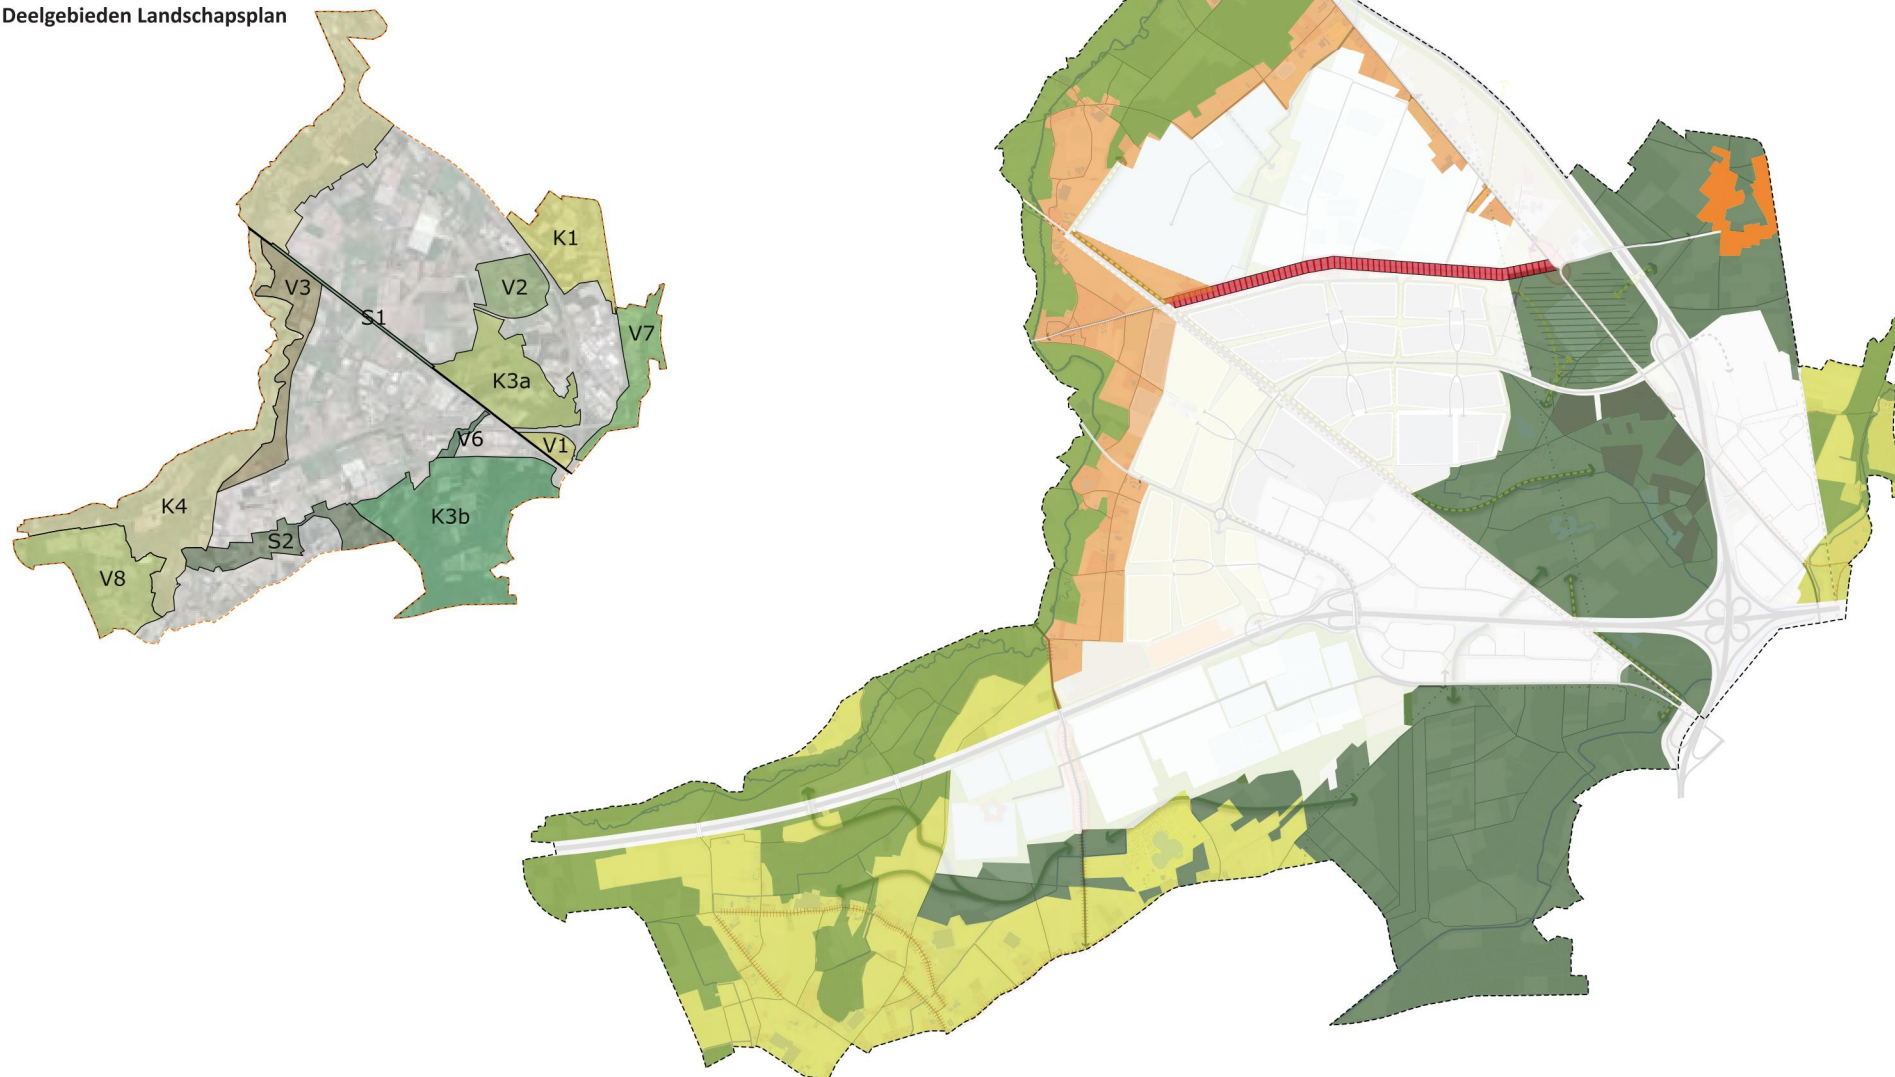 Deelgebieden Landschapsplan
K1
V2
V3
S1
V7
K3a
V6
V1
K4
K3b
S2
V8